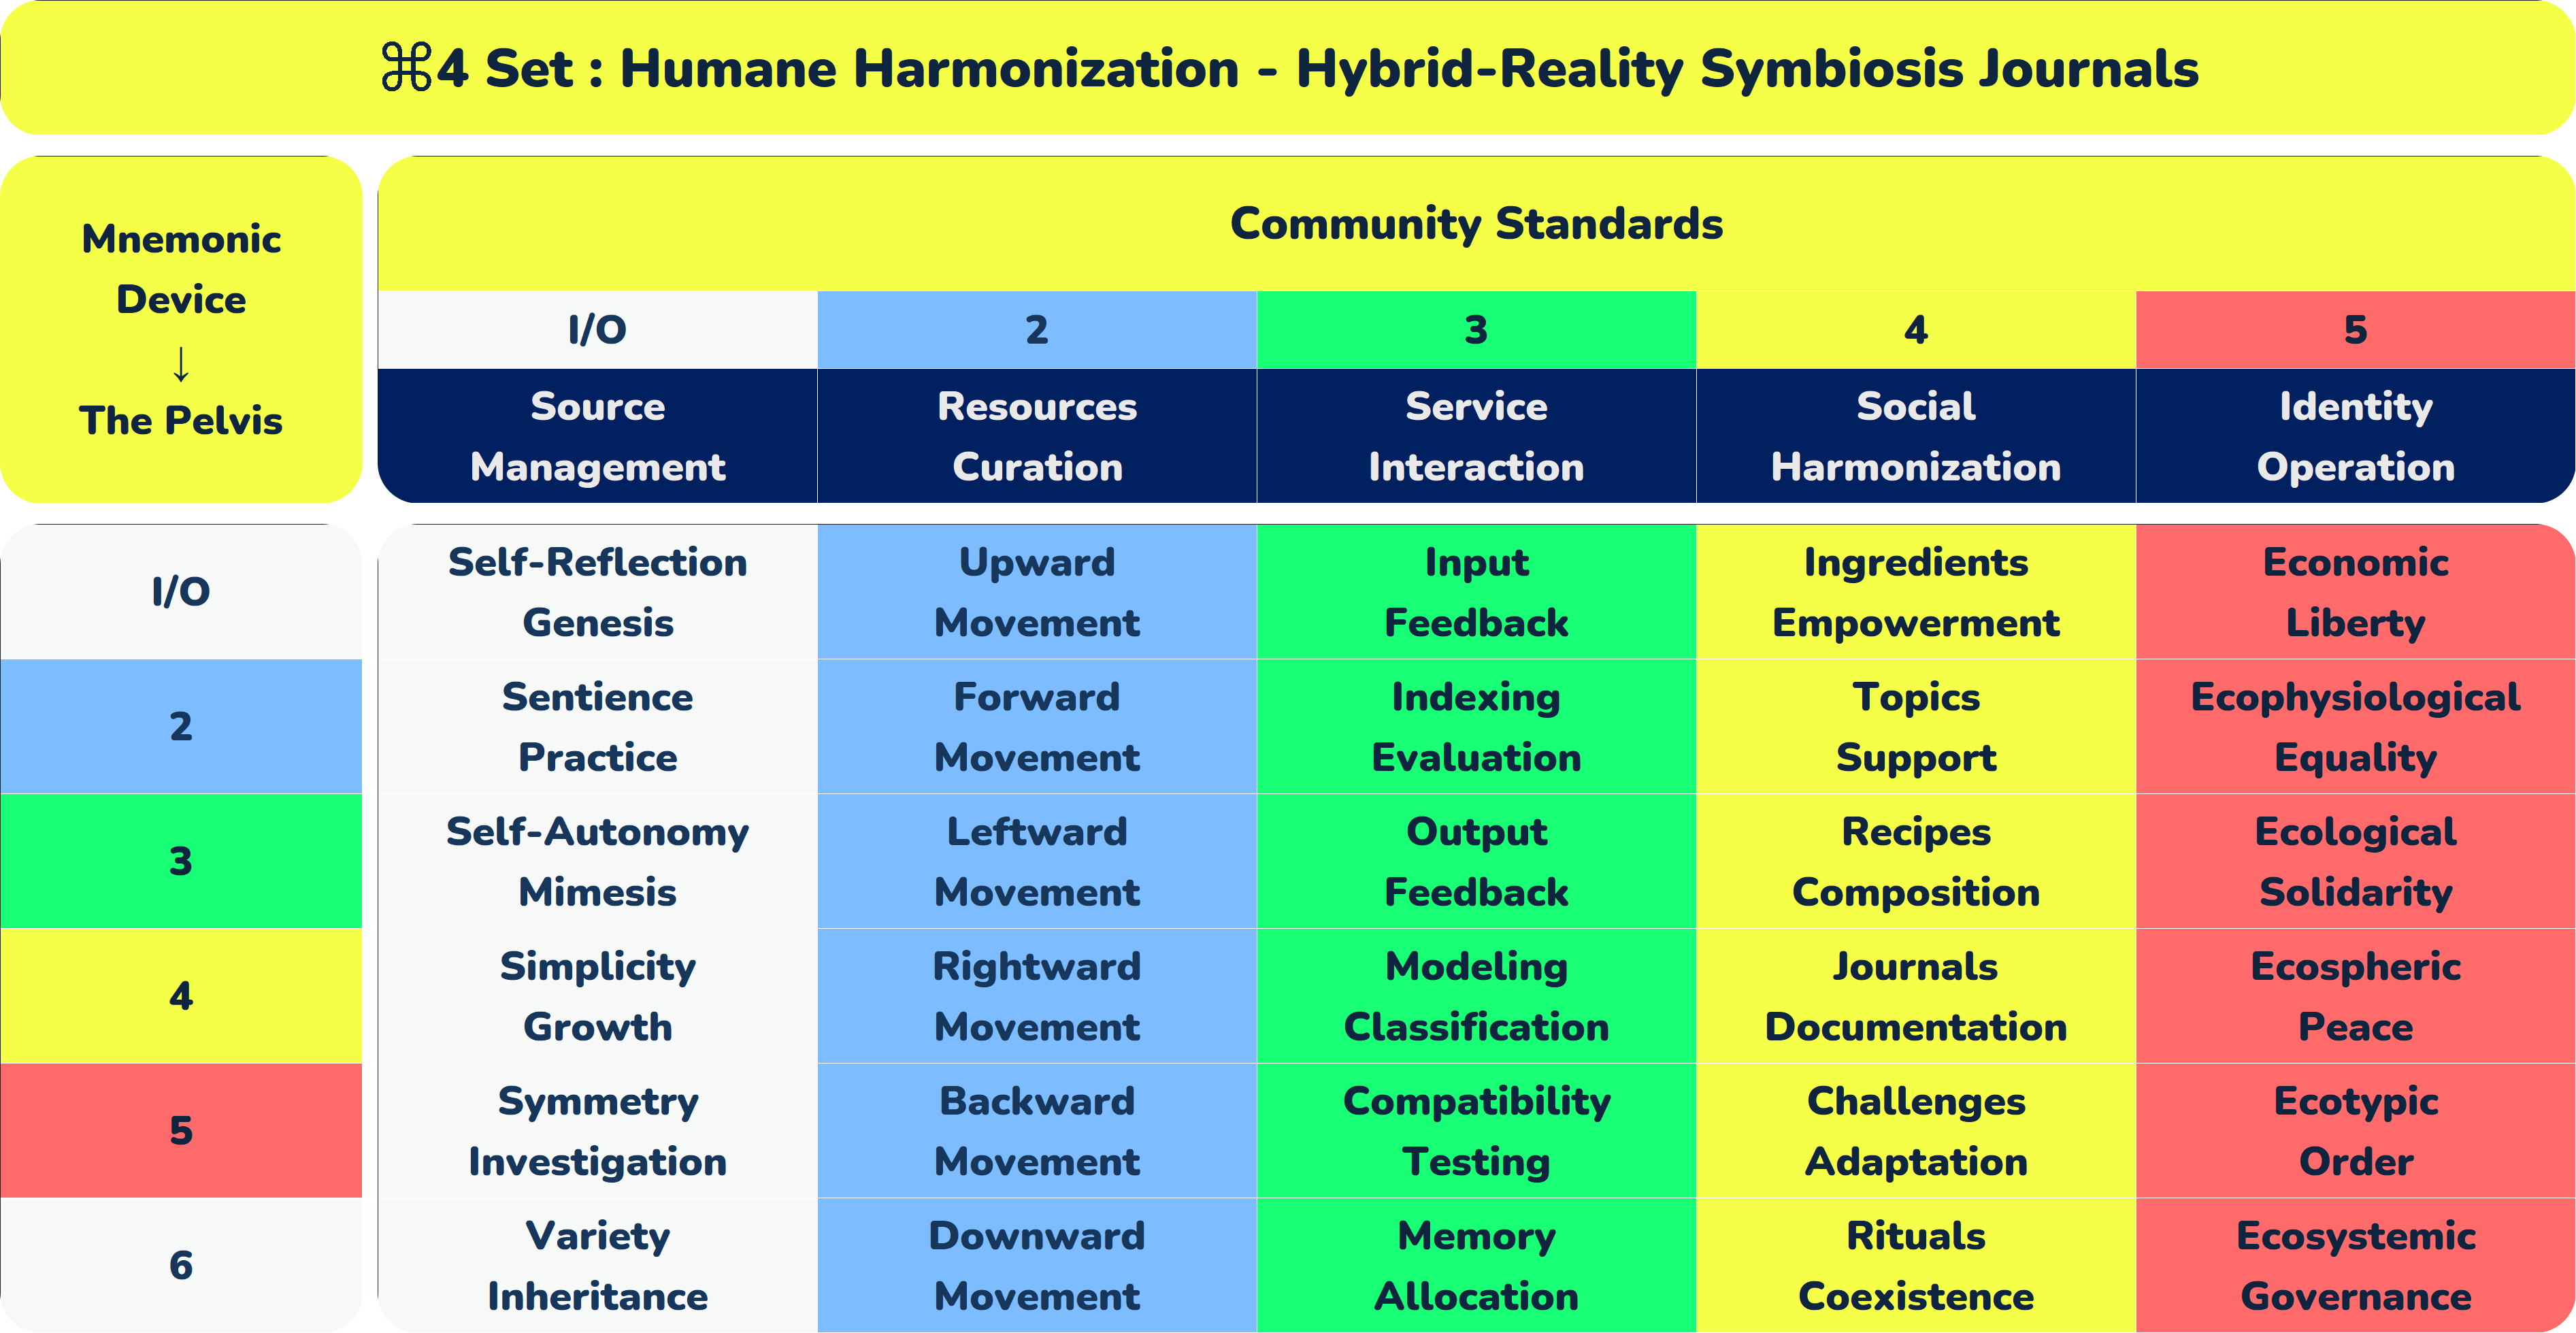 ⌘4 Set : Humane Harmonization - Hybrid-Reality Symbiosis Journals
Mnemonic
Device
↓
The Pelvis
Community Standards
I/O
2
3
4
5
Source
Management
Resources
Curation
Service
Interaction
Social
Harmonization
Identity
Operation
I/O
Self-Reflection
Genesis
Upward
Movement
Input
Feedback
Ingredients
Empowerment
Economic
Liberty
2
Sentience
Practice
Forward
Movement
Indexing
Evaluation
Topics
Support
Ecophysiological
Equality
3
Self-Autonomy
Mimesis
Leftward
Movement
Output
Feedback
Recipes
Composition
Ecological
Solidarity
4
Simplicity
Growth
Rightward
Movement
Modeling
Classification
Journals
Documentation
Ecospheric
Peace
5
Symmetry
Investigation
Backward
Movement
Compatibility
Testing
Challenges
Adaptation
Ecotypic
Order
6
Variety
Inheritance
Downward
Movement
Memory
Allocation
Rituals
Coexistence
Ecosystemic
Governance